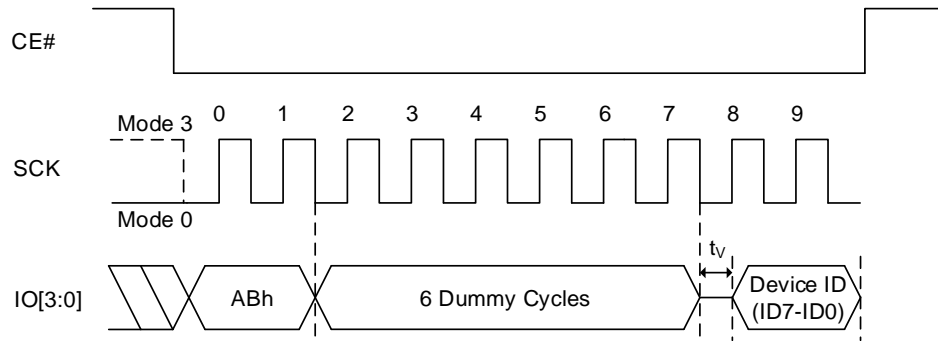 CE#
0 1 2 3 4 5 6 7 8 9
Mode 3
SCK
Mode 0
tV
IO[3:0]
ABh
6 Dummy Cycles
Device ID
(ID7-ID0)